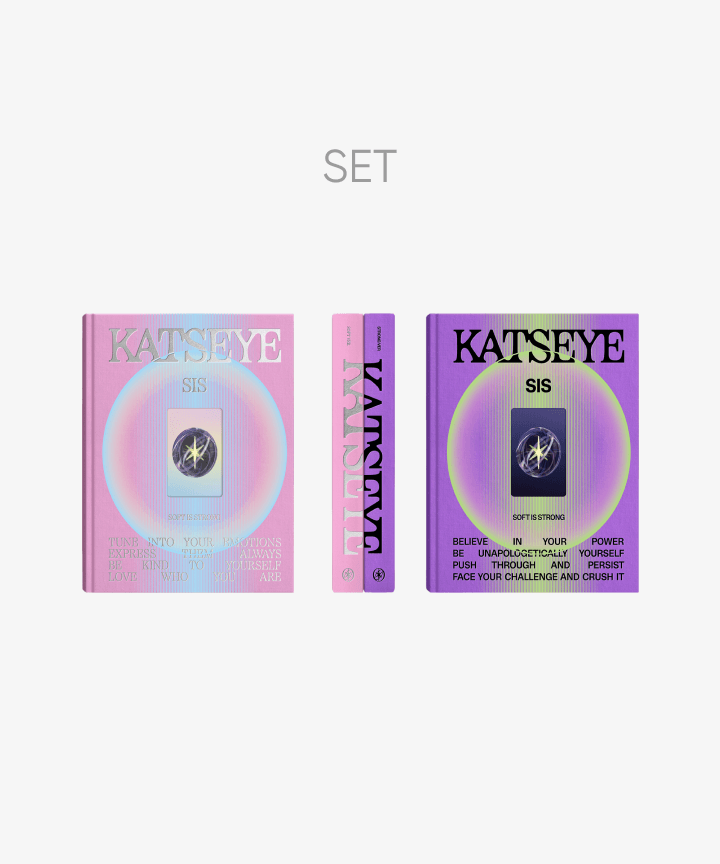 SET
KATSEYE
SIS
SOFT IS STRONG
TUNE INTO YOUR EMOTIONS
EXPRESS THEM ALWAYS
BE KIND TO YOURSELF
LOVE WHO YOU ARE
KATSEYE
KATSEYE
KATSEYE
SIS
SOFT IS STRONG
BELIEVE IN YOUR POWER
BE UNAPOLOGETICALLY YOURSELF
PUSH THROUGH AND PERSIST
FACE YOUR CHALLENGE AND CRUSH IT